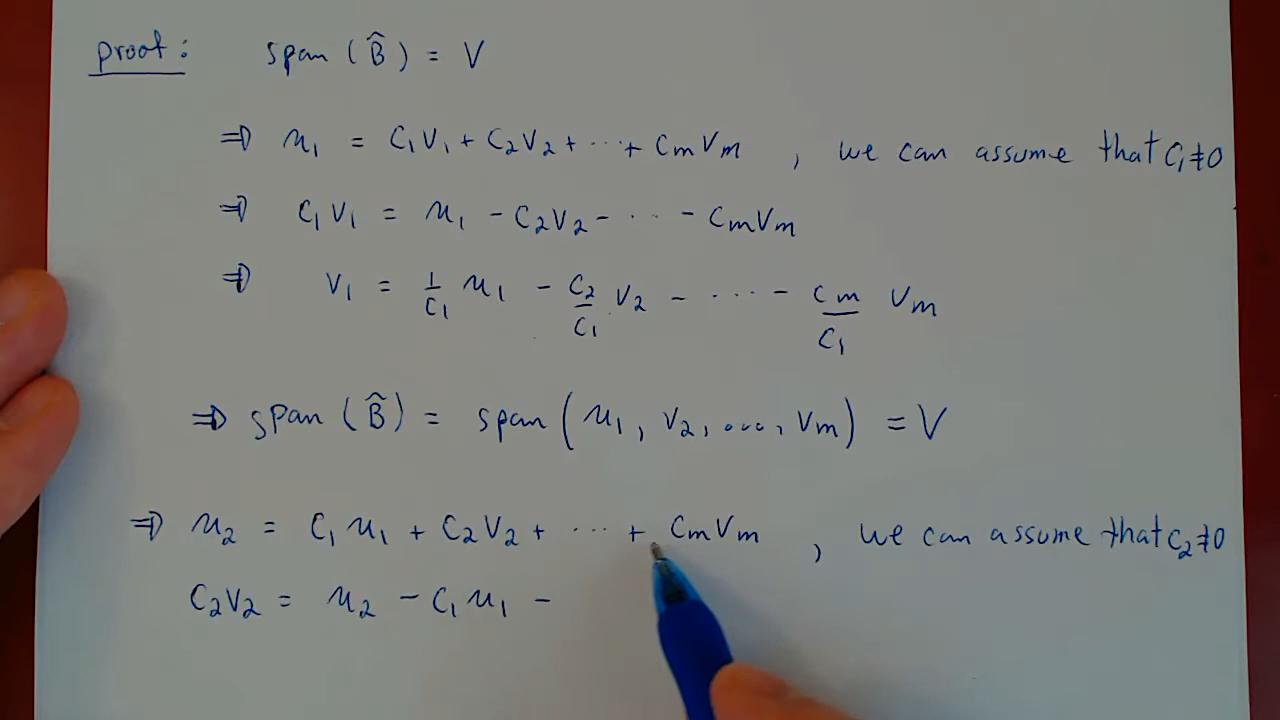 proof: span (B̂) = V
⇒ u₁ = C₁V₁ + C₂V₂ + ··· + CₘVₘ , we can assume that C₁≠0
⇒ C₁V₁ = u₁ - C₂V₂ - ··· - CₘVₘ
⇒ V₁ = 1/C₁ u₁ - C₂/C₁ V₂ - ···· - Cₘ/C₁ Vₘ
⇒ span (B̂) = span (u₁, V₂, ..., Vₘ) = V
⇒ u₂ = C₁u₁ + C₂V₂ + ··· + CₘVₘ , we can assume that C₂≠0
C₂V₂ = u₂ - C₁u₁ -